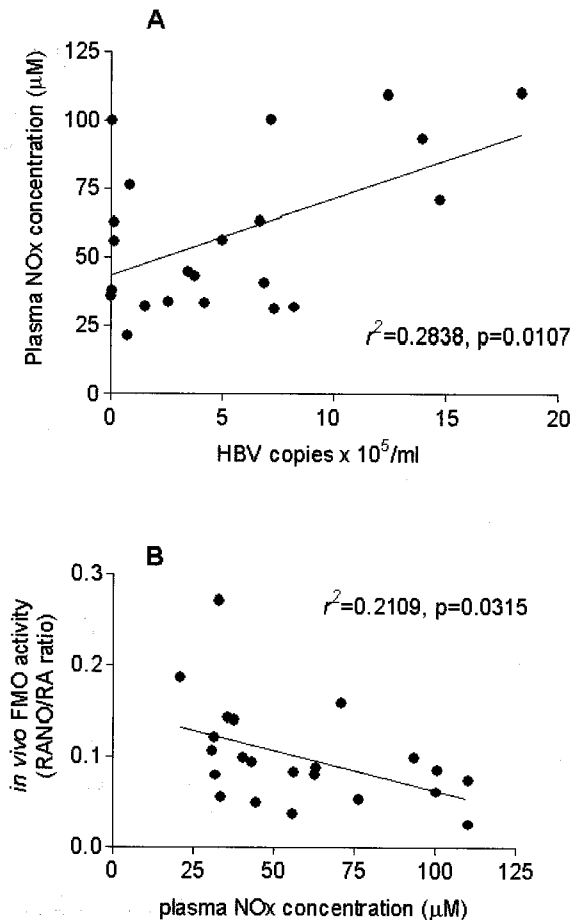 A
Plasma NOx concentration (µM)
125
100
75
50
25
0
r²=0.2838, p=0.0107
0 5 10 15 20
HBV copies x 10⁵/ml
B
in vivo FMO activity
(RANO/RA ratio)
0.3
0.2
0.1
0.0
r²=0.2109, p=0.0315
0 25 50 75 100 125
plasma NOx concentration (µM)